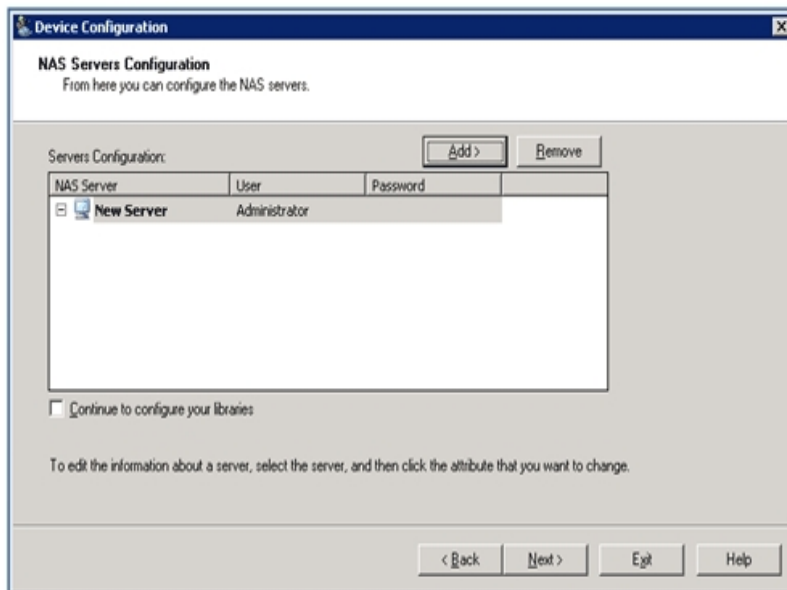 Device Configuration
NAS Servers Configuration
From here you can configure the NAS servers.
Servers Configuration:
Add >
Remove
NAS Server User Password
New Server Administrator
Continue to configure your libraries
To edit the information about a server, select the server, and then click the attribute that you want to change.
< Back Next > Exit Help